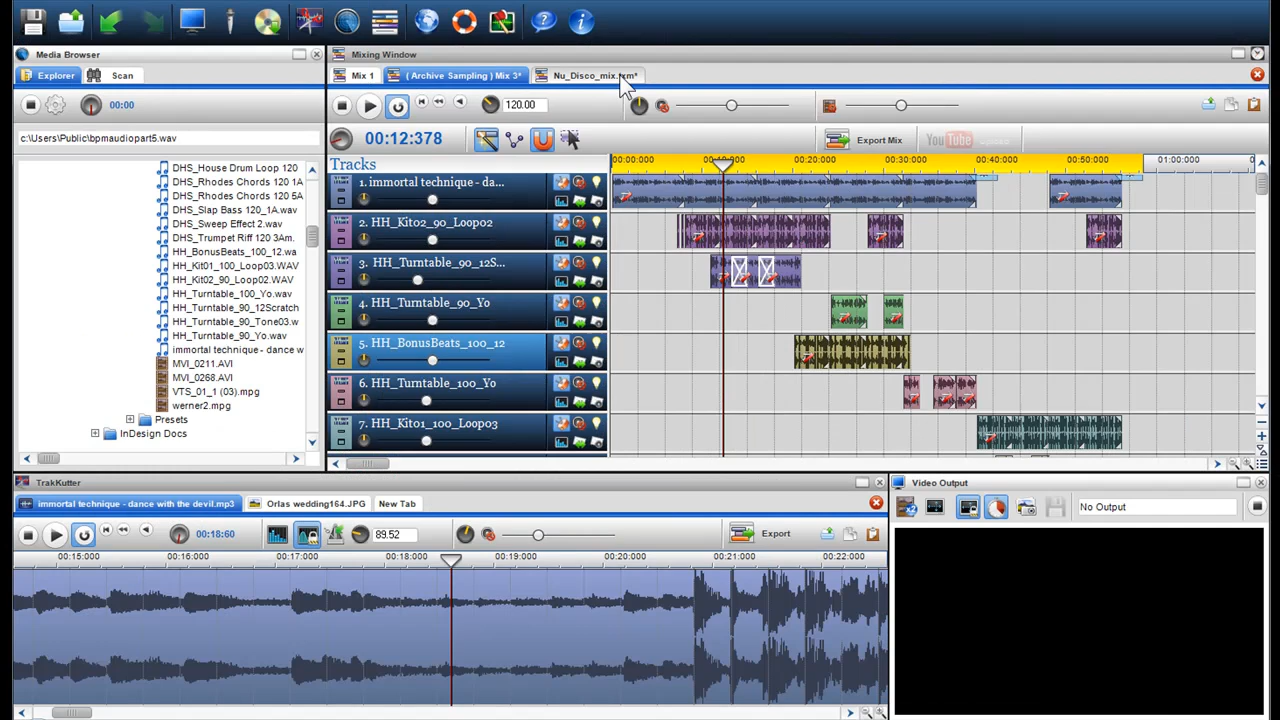 Media Browser
Mixing Window
Explorer
Scan
Mix 1
( Archive Sampling ) Mix 3*
00:00
120.00
c:\Users\Public\bpmaudiopart5.wav
00:12:378
Export Mix
You Tube
Tracks
00:00:000
00:20:000
00:30:000
00:40:000
00:50:000
01:00:000
DHS_House Drum Loop 120
DHS_Rhodes Chords 120 1A
DHS_Rhodes Chords 120 5A
DHS_Slap Bass 120_1A.wav
DHS_Sweep Effect 2.wav
DHS_Trumpet Riff 120 3Am.
HH_BonusBeats_100_12.wa
HH_Kit01_100_Loop03.WAV
HH_Kit02_90_Loop02.WAV
HH_Turntable_100_Yo.wav
HH_Turntable_90_12Scratch
HH_Turntable_90_Tone03.w
HH_Turntable_90_Yo.wav
immortal technique - dance w
MVI_0211.AVI
MVI_0268.AVI
VTS_01_1 (03).mpg
werner2.mpg
Presets
InDesign Docs
1. immortal technique - da...
2. HH_Kit02_90_Loop02
3. HH_Turntable_90_12S...
4. HH_Turntable_90_Yo
5. HH_BonusBeats_100_12
6. HH_Turntable_100_Yo
7. HH_Kit01_100_Loop03
TrakKutter
Video Output
immortal technique - dance with the devil.mp3
Orlas wedding164.JPG
New Tab
No Output
00:18:60
89.52
Export
00:15:000
00:16:000
00:17:000
00:18:000
00:19:000
00:20:000
00:21:000
00:22:000